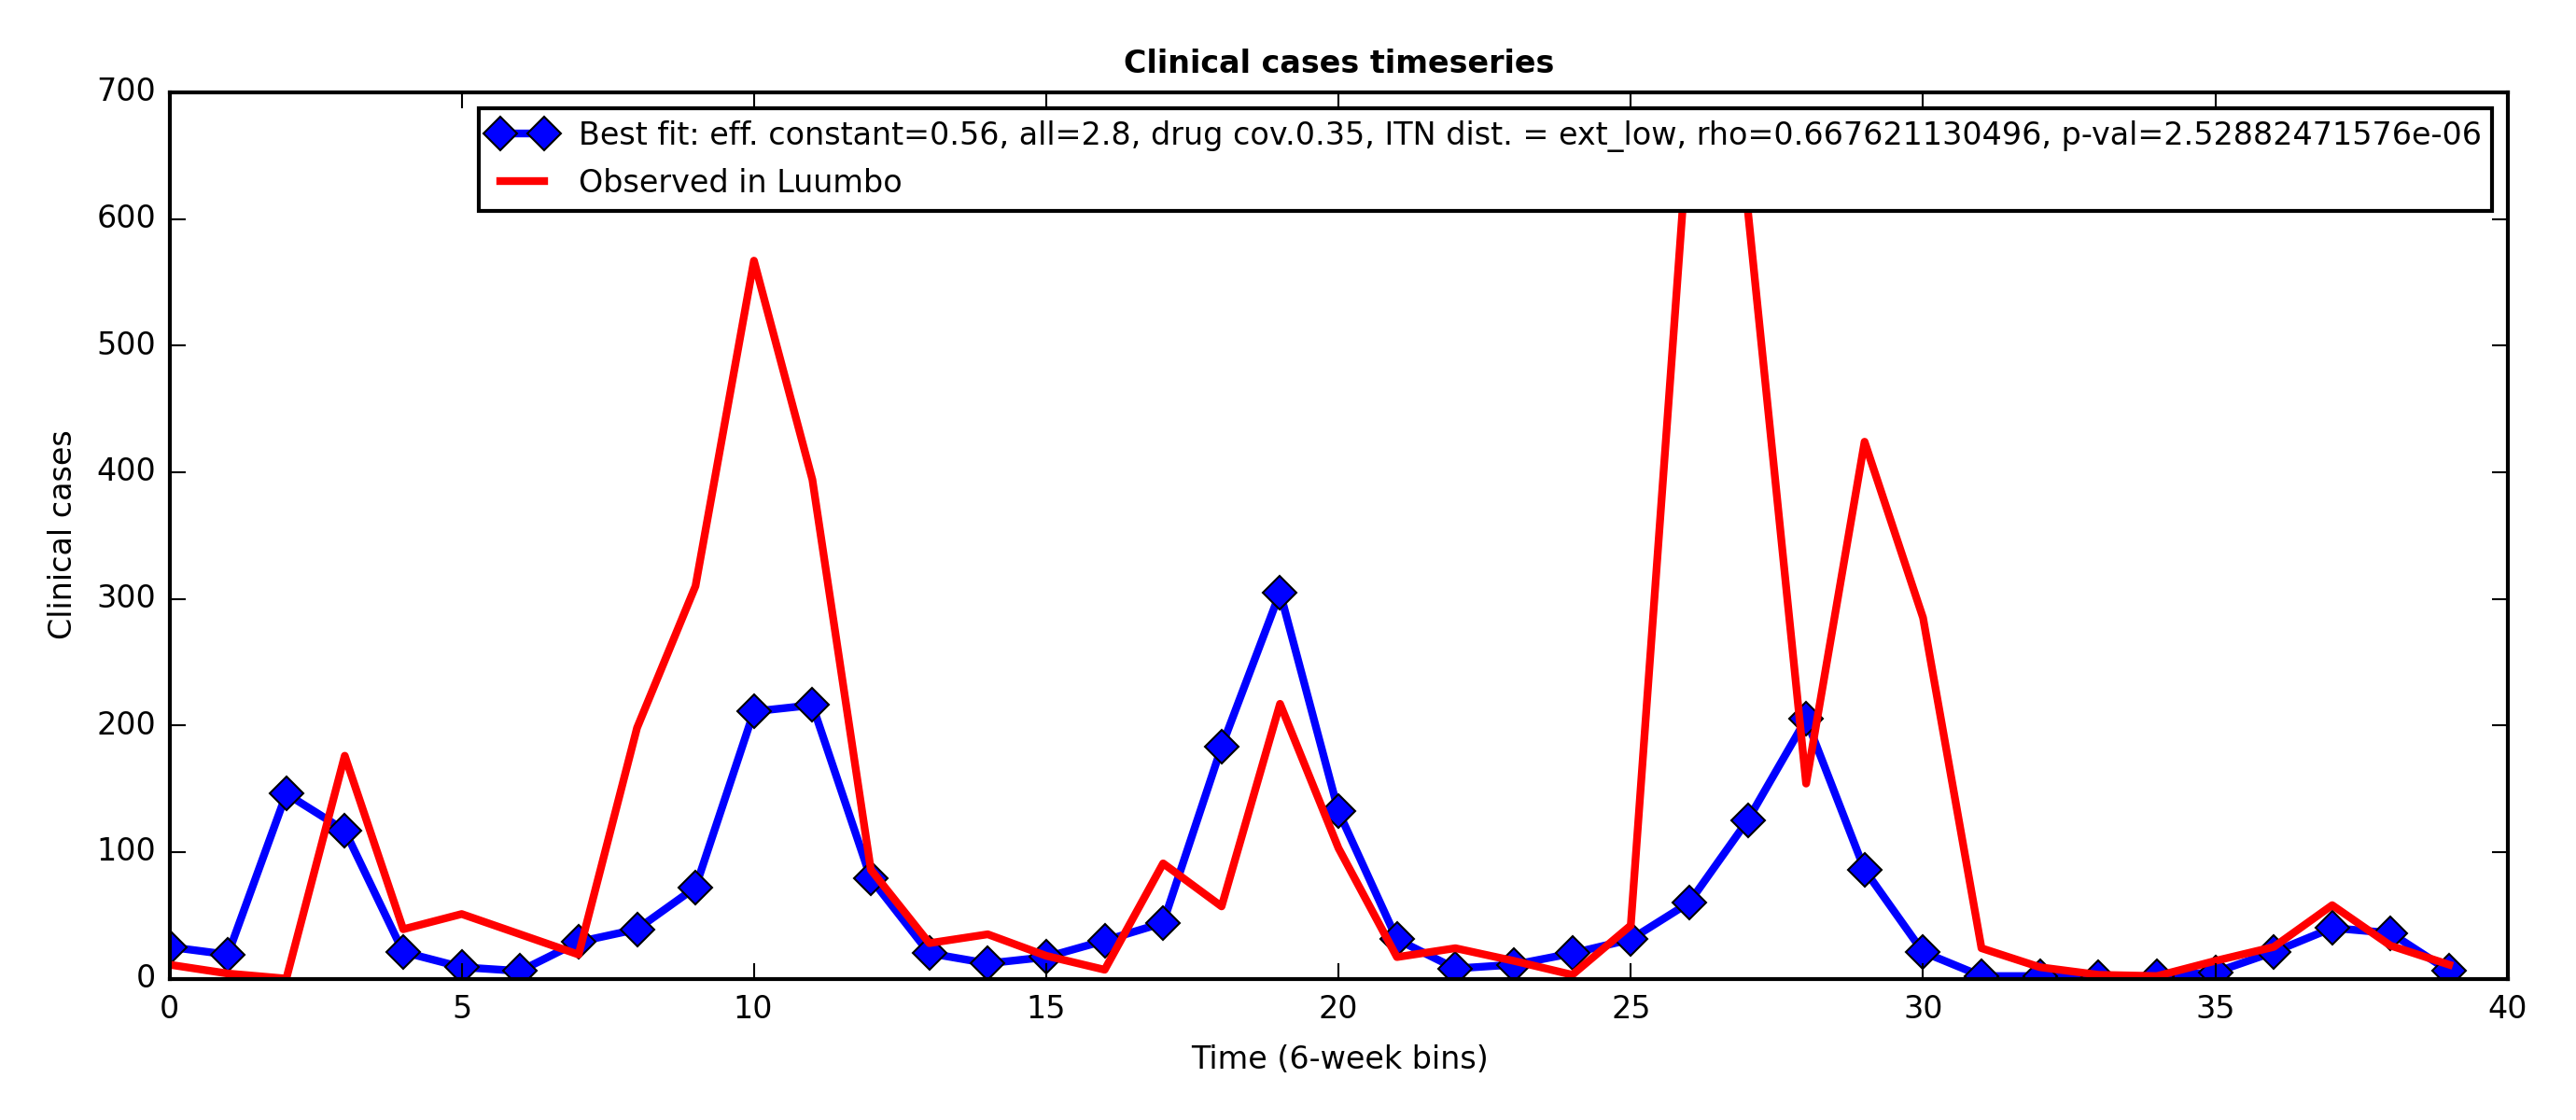 Clinical cases timeseries
700
600
500
400
300
200
100
0
Clinical cases
Best fit: eff. constant=0.56, all=2.8, drug cov.0.35, ITN dist. = ext_low, rho=0.667621130496, p-val=2.52882471576e-06
Observed in Luumbo
0 5 10 15 20 25 30 35 40
Time (6-week bins)